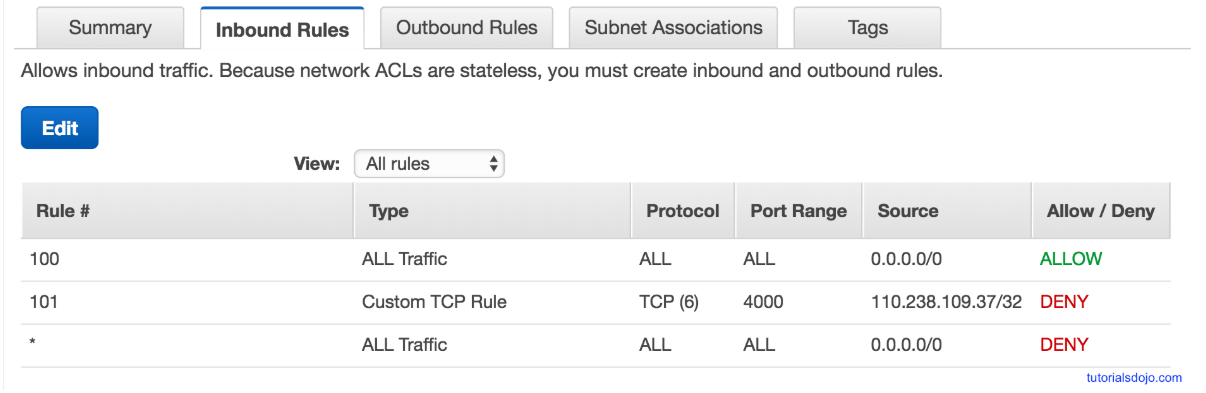 Summary Inbound Rules Outbound Rules Subnet Associations Tags
Allows inbound traffic. Because network ACLs are stateless, you must create inbound and outbound rules.
Edit
View: All rules
Rule # Type Protocol Port Range Source Allow / Deny
100 ALL Traffic ALL ALL 0.0.0.0/0 ALLOW
101 Custom TCP Rule TCP (6) 4000 110.238.109.37/32 DENY
* ALL Traffic ALL ALL 0.0.0.0/0 DENY
tutorialsdojo.com